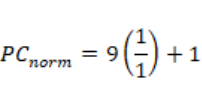 PC_norm = 9(1/1) + 1